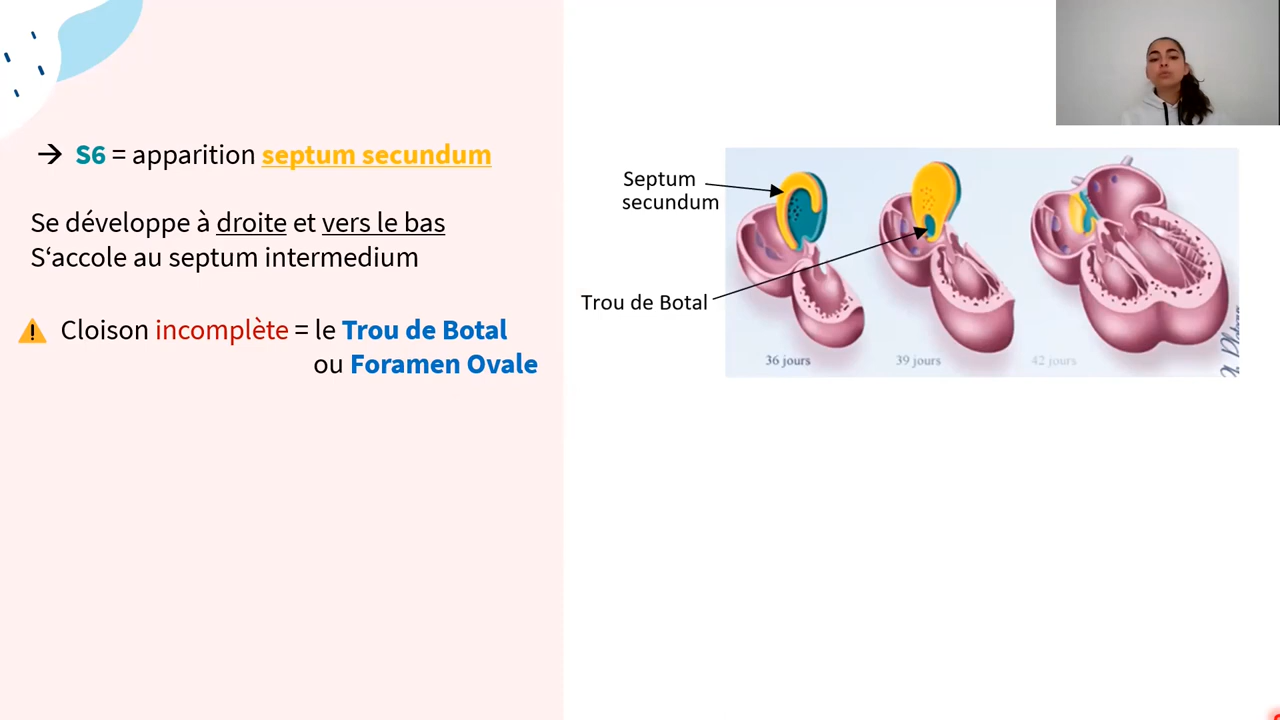 → S6 = apparition septum secundum
Se développe à droite et vers le bas
S‘accole au septum intermedium
⚠ Cloison incomplète = le Trou de Botal
ou Foramen Ovale
Septum
secundum
Trou de Botal
36 jours
39 jours
42 jours